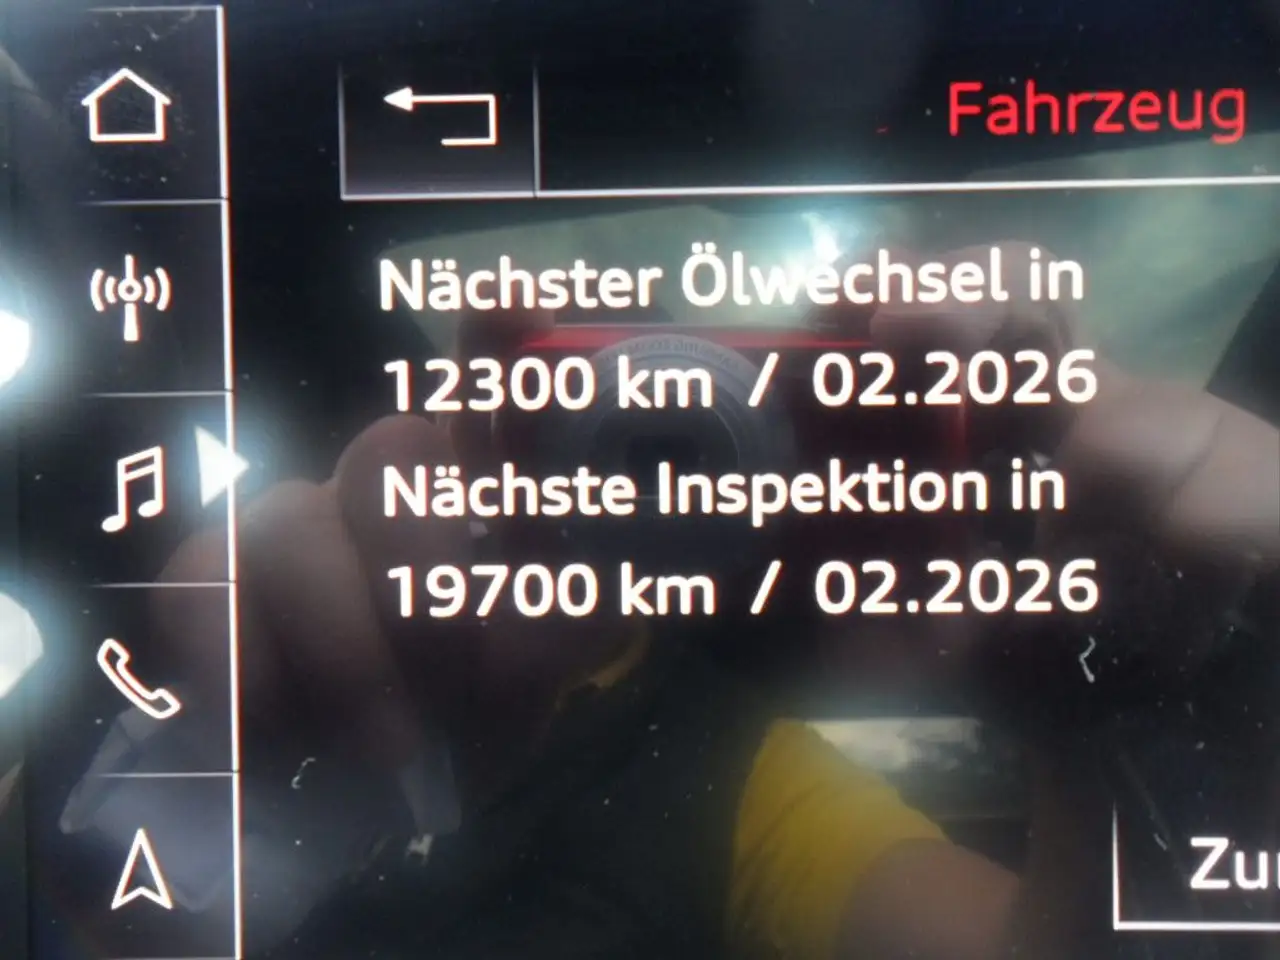 Fahrzeug
Nächster Ölwechsel in
12300 km / 02.2026
Nächste Inspektion in
19700 km / 02.2026